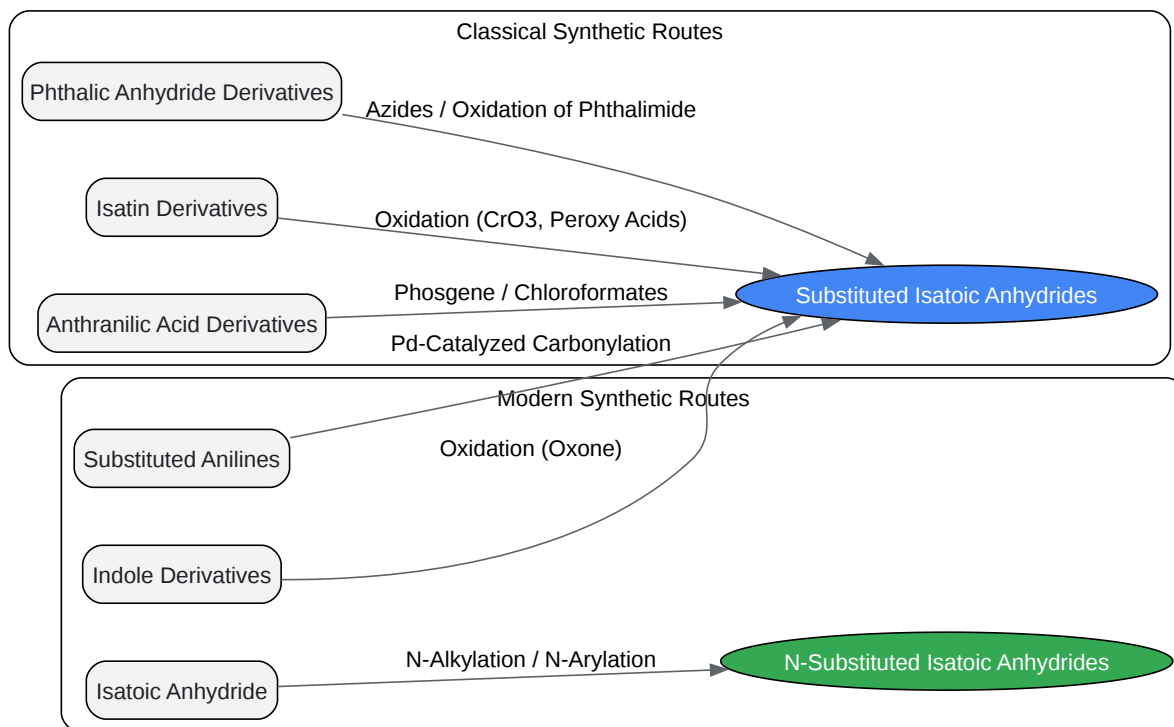 Classical Synthetic Routes
Phthalic Anhydride Derivatives
Azides / Oxidation of Phthalimide
Isatin Derivatives
Oxidation (CrO3, Peroxy Acids)
Anthranilic Acid Derivatives
Phosgene / Chloroformates
Substituted Isatoic Anhydrides
Pd-Catalyzed Carbonylation
Modern Synthetic Routes
Substituted Anilines
Oxidation (Oxone)
Indole Derivatives
Isatoic Anhydride
N-Alkylation / N-Arylation
N-Substituted Isatoic Anhydrides